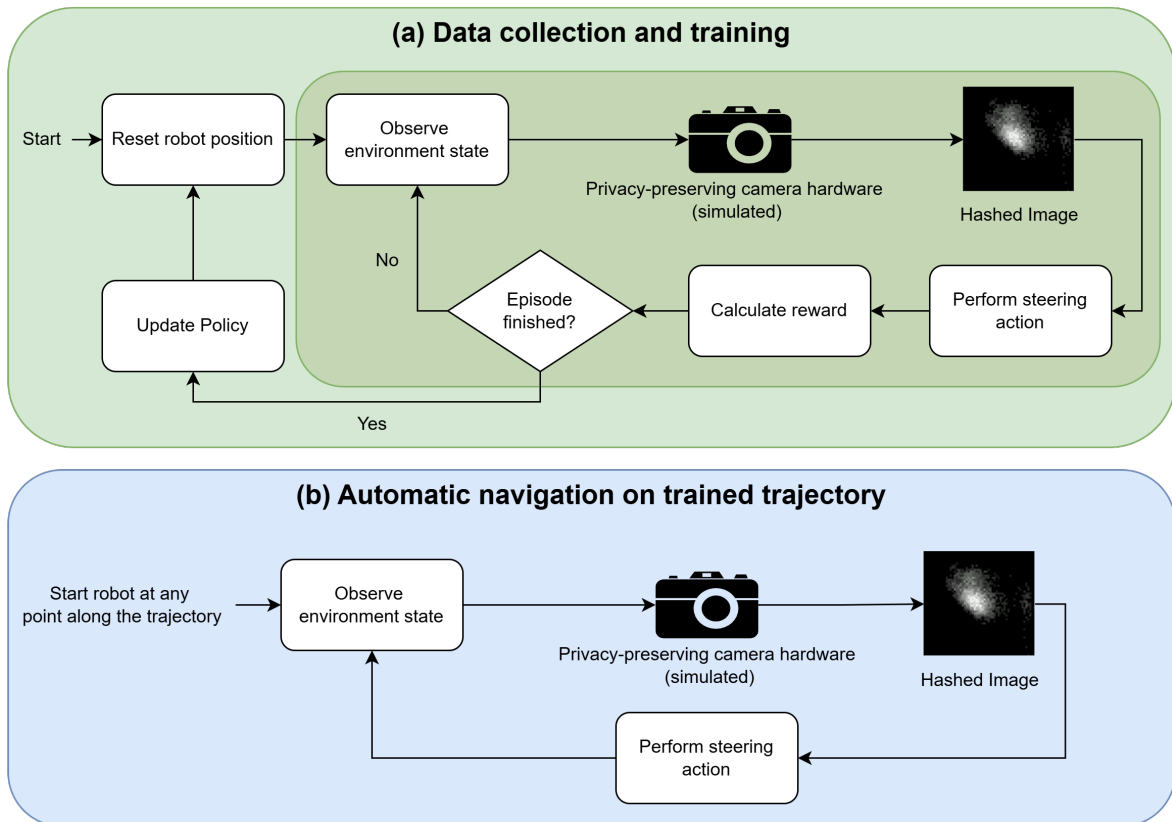 (a) Data collection and training
Start
Reset robot position
Observe
environment state
Privacy-preserving camera hardware
(simulated)
Hashed Image
No
Episode
finished?
Calculate reward
Perform steering
action
Update Policy
Yes
(b) Automatic navigation on trained trajectory
Start robot at any
point along the trajectory
Observe
environment state
Privacy-preserving camera hardware
(simulated)
Hashed Image
Perform steering
action